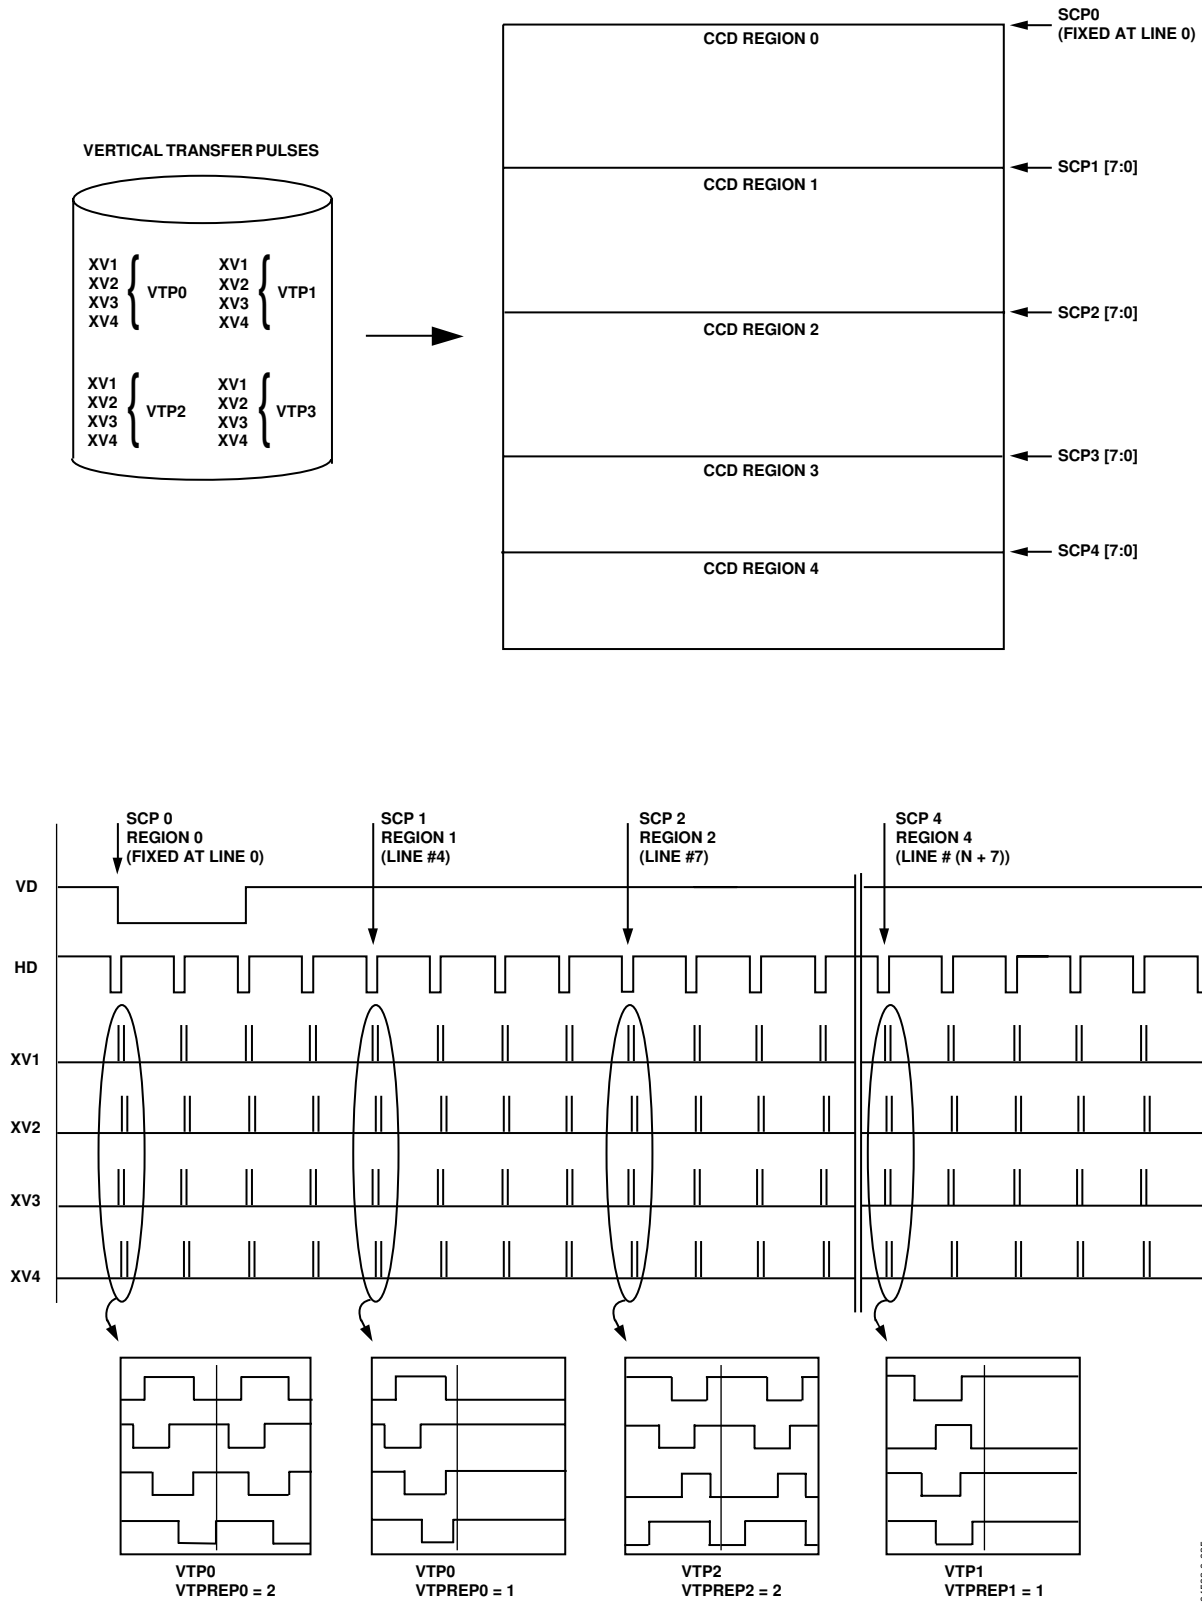 SCP0
(FIXED AT LINE 0)
CCD REGION 0
VERTICAL TRANSFER PULSES
SCP1 [7:0]
CCD REGION 1
XV1
XV2
XV3
XV4
VTP0
XV1
XV2
XV3
XV4
VTP1
SCP2 [7:0]
CCD REGION 2
XV1
XV2
XV3
XV4
VTP2
XV1
XV2
XV3
XV4
VTP3
SCP3 [7:0]
CCD REGION 3
SCP4 [7:0]
CCD REGION 4
SCP 0
REGION 0
(FIXED AT LINE 0)
SCP 1
REGION 1
(LINE #4)
SCP 2
REGION 2
(LINE #7)
SCP 4
REGION 4
(LINE # (N + 7))
VD
HD
XV1
XV2
XV3
XV4
VTP0
VTPREP0 = 2
VTP0
VTPREP0 = 1
VTP2
VTPREP2 = 2
VTP1
VTPREP1 = 1